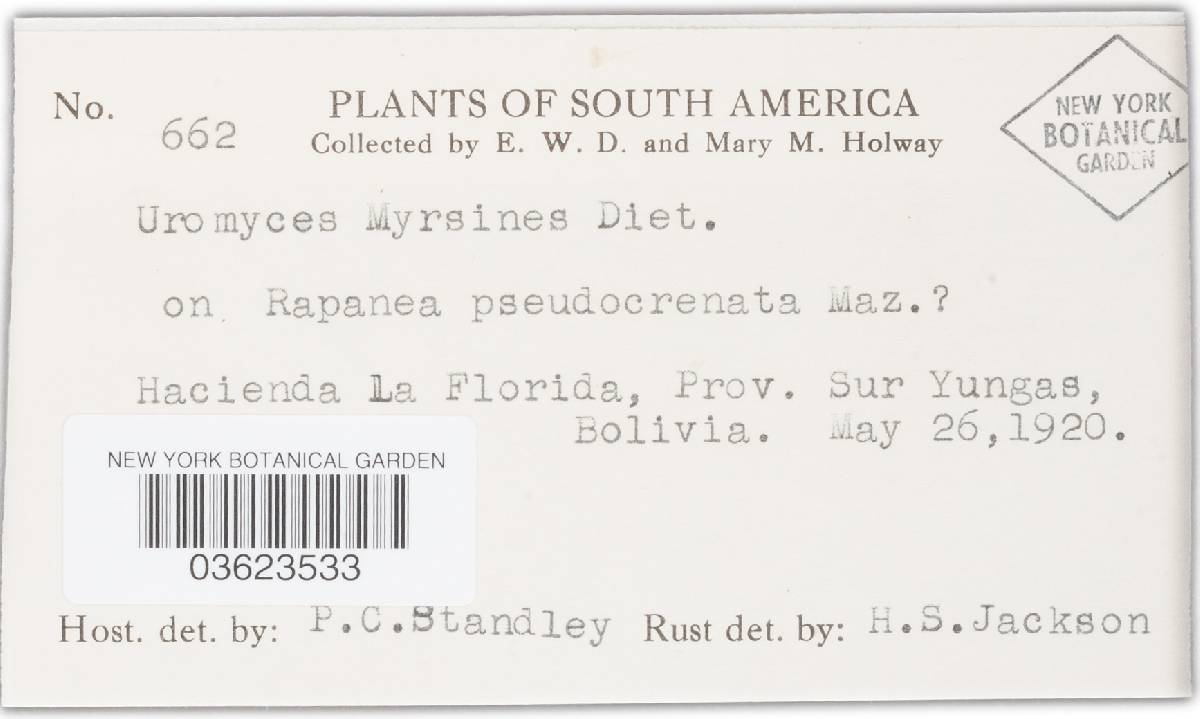 No. 662
PLANTS OF SOUTH AMERICA
Collected by E. W. D. and Mary M. Holway
NEW YORK
BOTANICAL
GARDEN
Uromyces Myrsines Diet.
on Rapanea pseudocrenata Maz.?
Hacienda La Florida, Prov. Sur Yungas,
Bolivia. May 26,1920.
NEW YORK BOTANICAL GARDEN
03623533
Host. det. by: P.C.Standley Rust det. by: H.S.Jackson